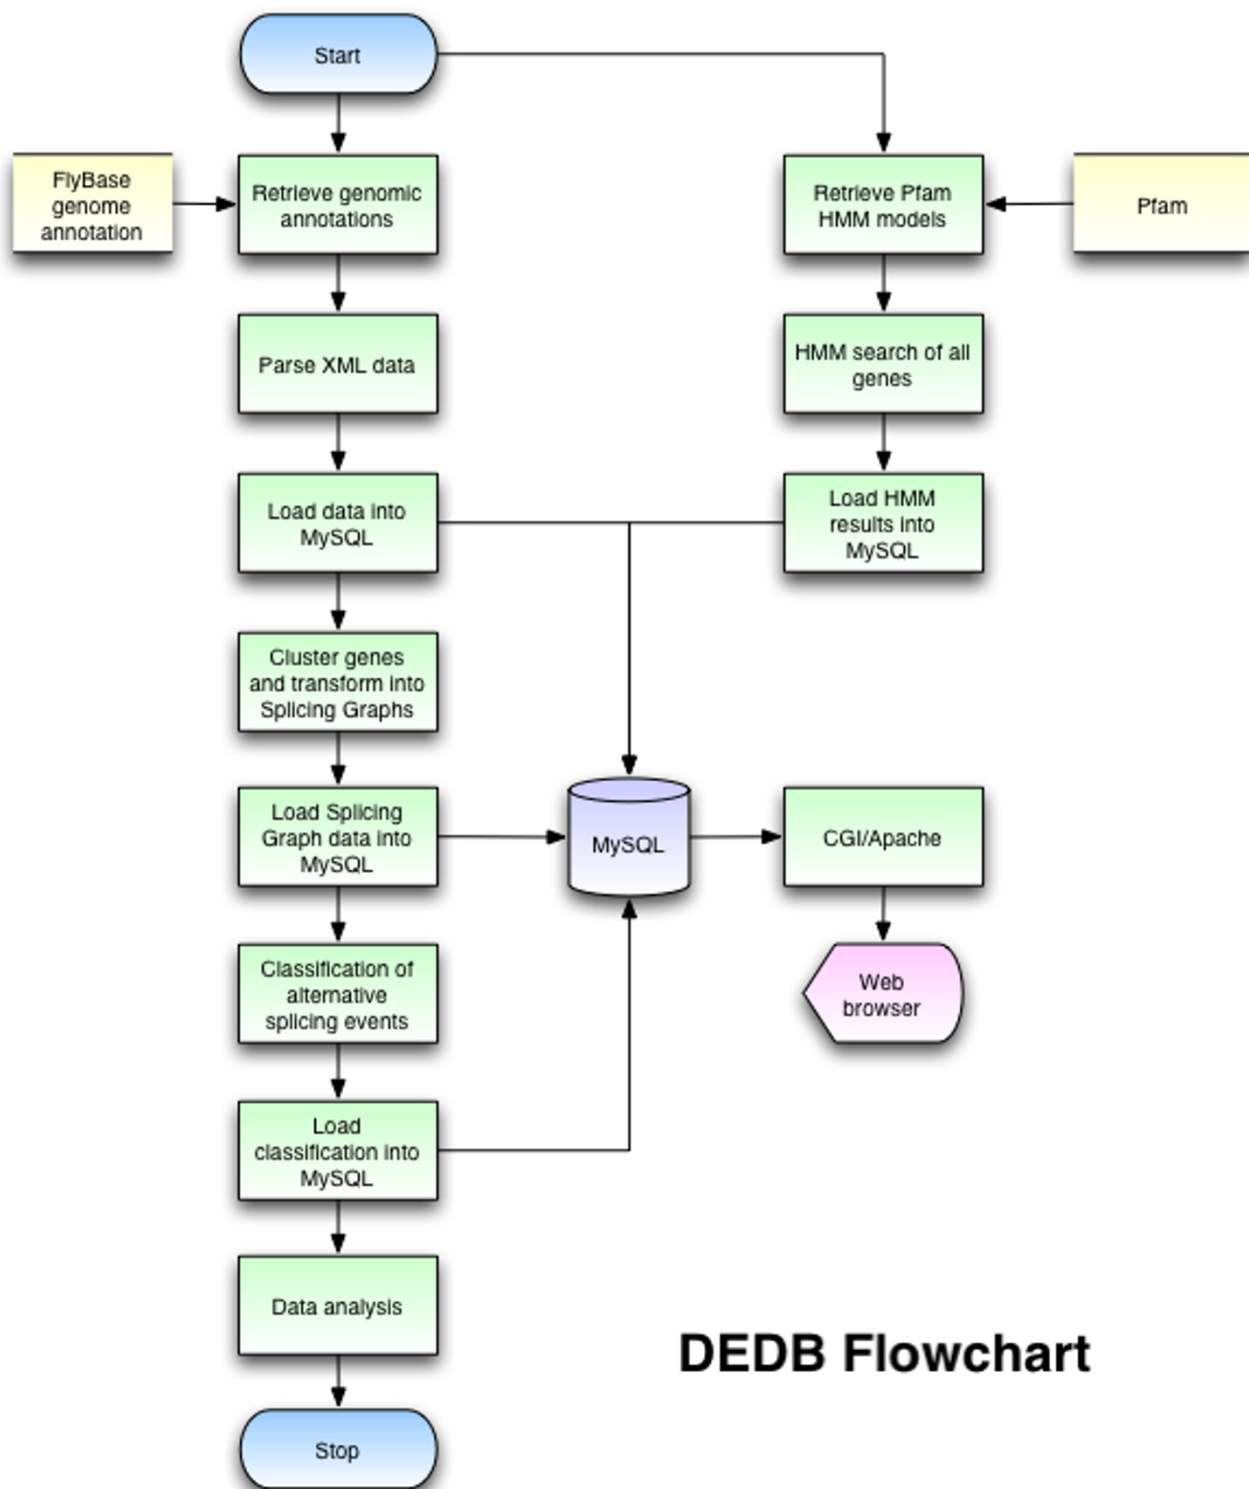 Start
FlyBase
genome
annotation
Retrieve genomic
annotations
Retrieve Pfam
HMM models
Pfam
Parse XML data
HMM search of all
genes
Load data into
MySQL
Load HMM
results into
MySQL
Cluster genes
and transform into
Splicing Graphs
Load Splicing
Graph data into
MySQL
MySQL
CGI/Apache
Classification of
alternative
splicing events
Web
browser
Load
classification into
MySQL
Data analysis
DEDB Flowchart
Stop